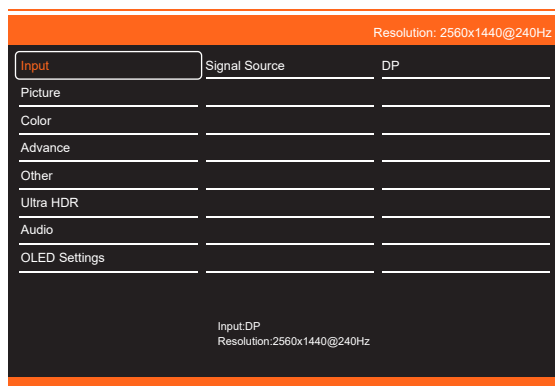 Resolution: 2560x1440@240Hz
Input Signal Source DP
Picture
Color
Advance
Other
Ultra HDR
Audio
OLED Settings
Input:DP
Resolution:2560x1440@240Hz